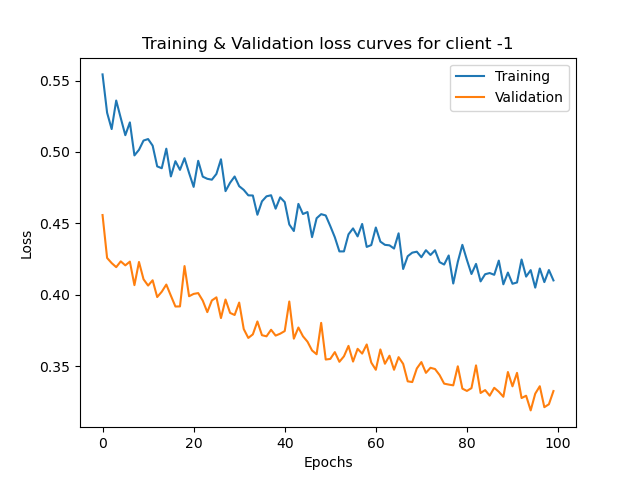 Training & Validation loss curves for client -1
Training
Validation
Loss
0.55
0.50
0.45
0.40
0.35
0
20
40
60
80
100
Epochs